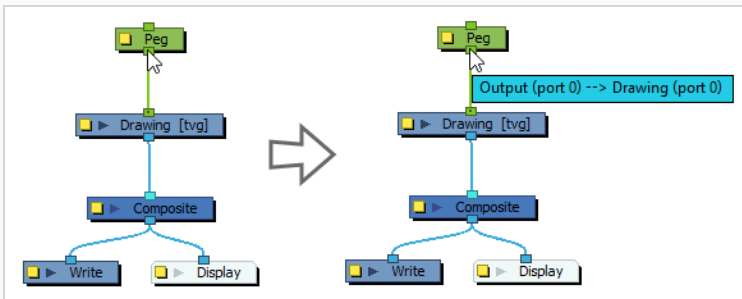 Peg
Drawing [tvg]
Composite
Write
Display
Peg
Output (port 0) --> Drawing (port 0)
Drawing [tvg]
Composite
Write
Display